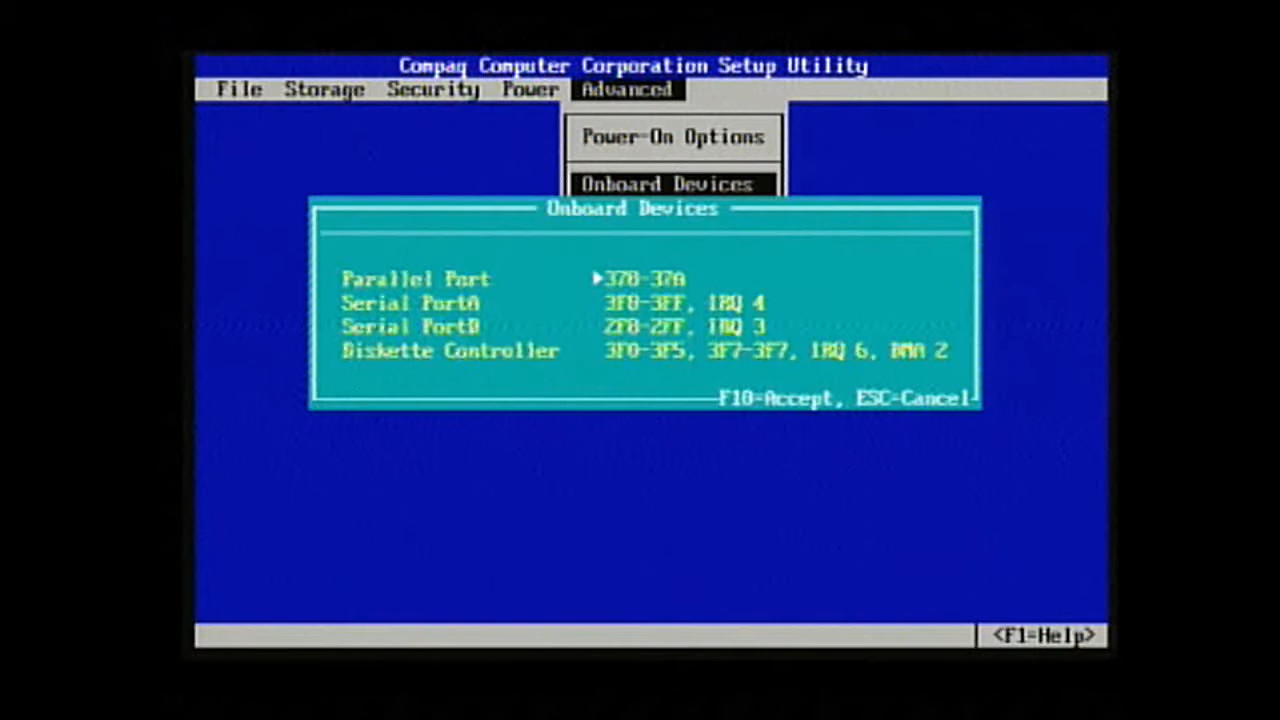 Compaq Computer Corporation Setup Utility
File Storage Security Power Advanced
Power-On Options
Onboard Devices
Onboard Devices
Parallel Port 378-37A
Serial PortA 3F8-3FF, IRQ 4
Serial PortB 2F8-2FF, IRQ 3
Diskette Controller 3F0-3F5, 3F7-3F7, IRQ 6, DMA 2
F10=Accept, ESC=Cancel
<F1=Help>